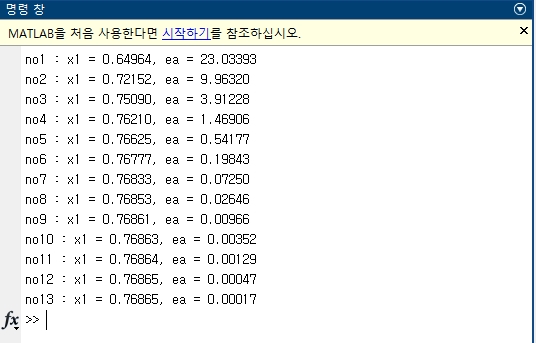 명령 창
MATLAB을 처음 사용한다면 시작하기를 참조하십시오.
no1 : x1 = 0.64964, ea = 23.03393
no2 : x1 = 0.72152, ea = 9.96320
no3 : x1 = 0.75090, ea = 3.91228
no4 : x1 = 0.76210, ea = 1.46906
no5 : x1 = 0.76625, ea = 0.54177
no6 : x1 = 0.76777, ea = 0.19843
no7 : x1 = 0.76833, ea = 0.07250
no8 : x1 = 0.76853, ea = 0.02646
no9 : x1 = 0.76861, ea = 0.00966
no10 : x1 = 0.76863, ea = 0.00352
no11 : x1 = 0.76864, ea = 0.00129
no12 : x1 = 0.76865, ea = 0.00047
no13 : x1 = 0.76865, ea = 0.00017
fx >>